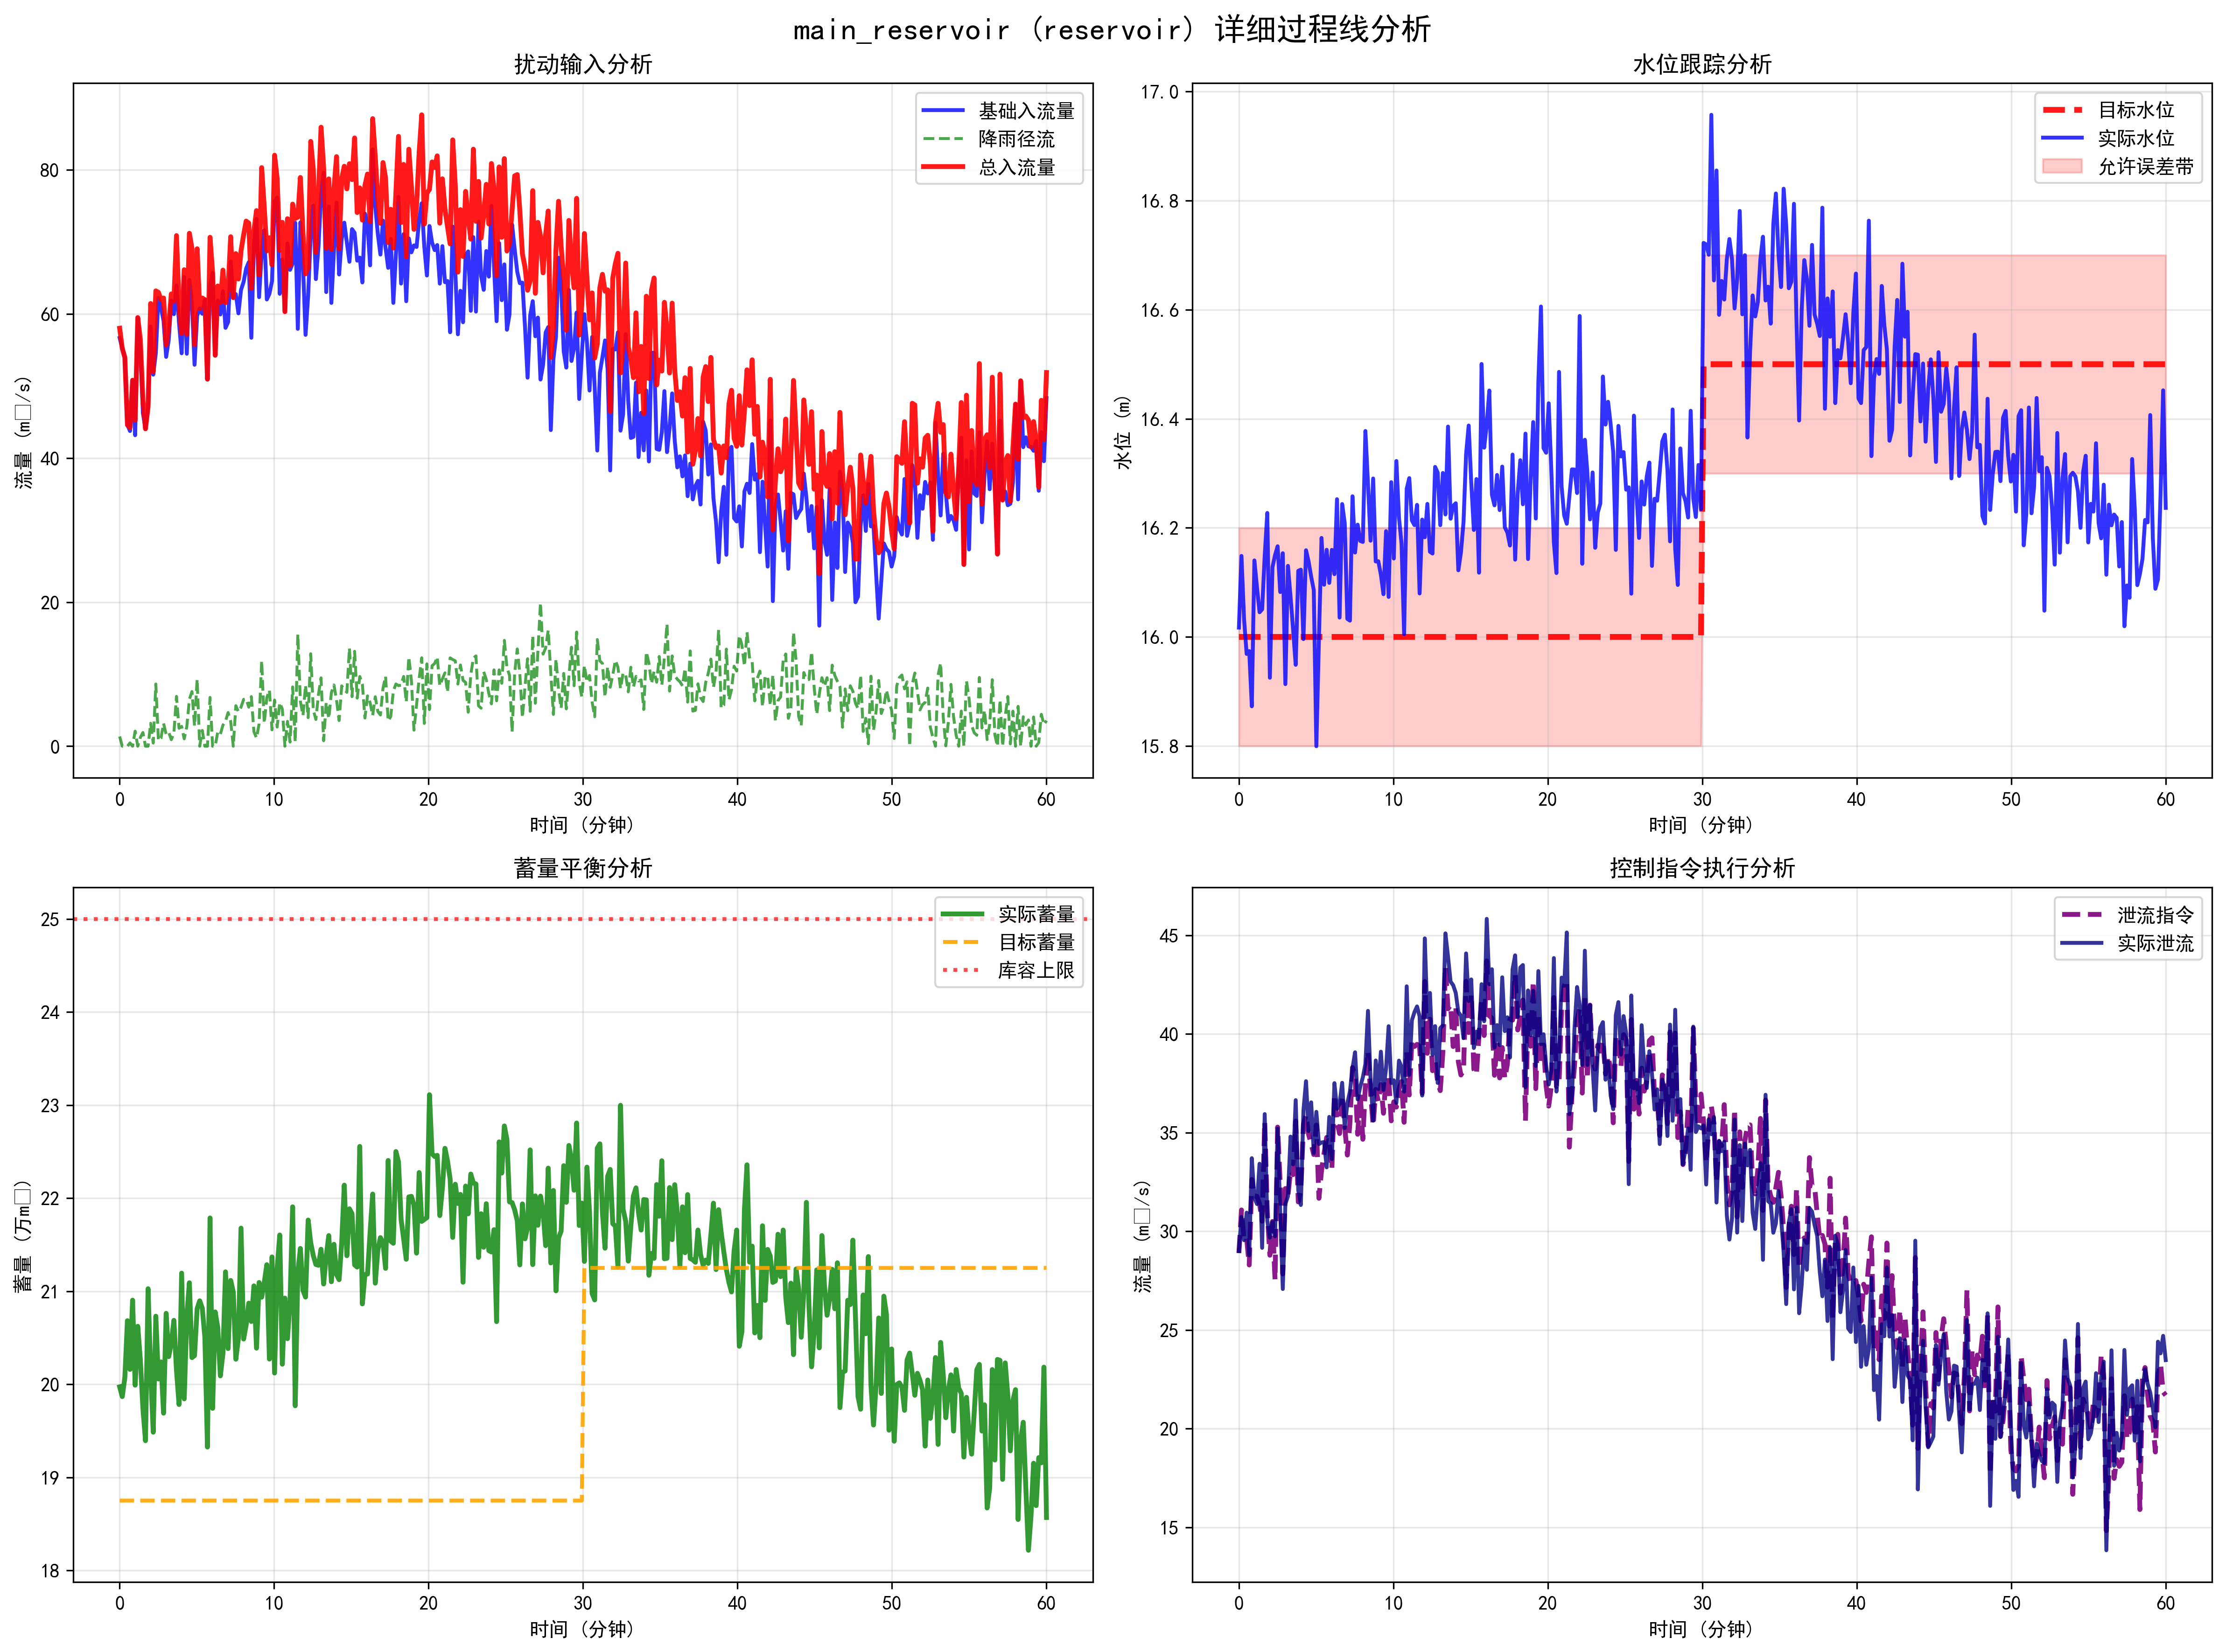 main_reservoir (reservoir) 详细过程线分析
扰动输入分析
流量 (m□/s)
80
60
40
20
0
基础入流量
降雨径流
总入流量
0 10 20 30 40 50 60
时间 (分钟)
水位跟踪分析
水位 (m)
17.0
16.8
16.6
16.4
16.2
16.0
15.8
目标水位
实际水位
允许误差带
0 10 20 30 40 50 60
时间 (分钟)
蓄量平衡分析
蓄量 (万m□)
25
24
23
22
21
20
19
18
实际蓄量
目标蓄量
库容上限
0 10 20 30 40 50 60
时间 (分钟)
控制指令执行分析
流量 (m□/s)
45
40
35
30
25
20
15
泄流指令
实际泄流
0 10 20 30 40 50 60
时间 (分钟)